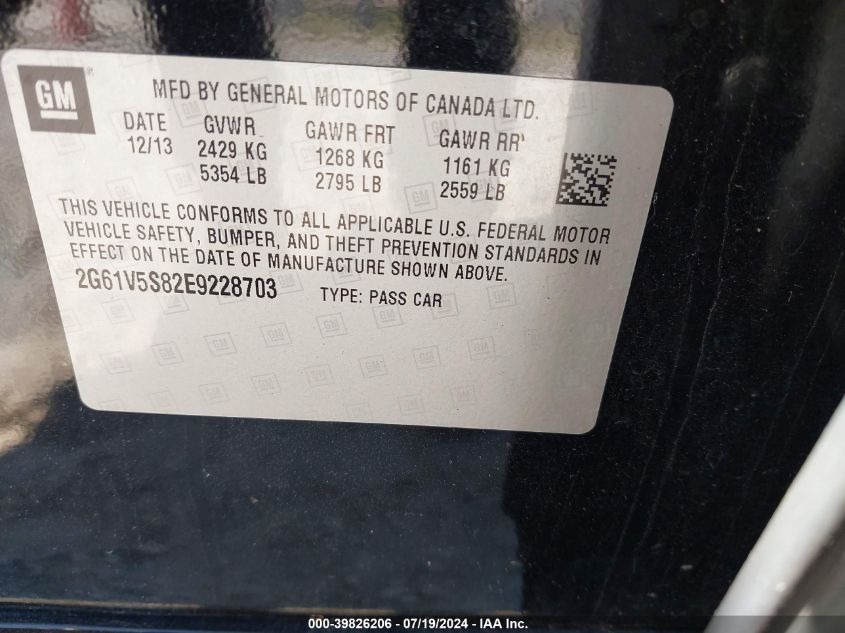 GM ®
MFD BY GENERAL MOTORS OF CANADA LTD.
DATE GVWR GAWR FRT GAWR RR
12/13 2429 KG 1268 KG 1161 KG
5354 LB 2795 LB 2559 LB
THIS VEHICLE CONFORMS TO ALL APPLICABLE U.S. FEDERAL MOTOR
VEHICLE SAFETY, BUMPER, AND THEFT PREVENTION STANDARDS IN
EFFECT ON THE DATE OF MANUFACTURE SHOWN ABOVE.
2G61V5S82E9228703 TYPE: PASS CAR
000-39826206 - 07/19/2024 - IAA Inc.